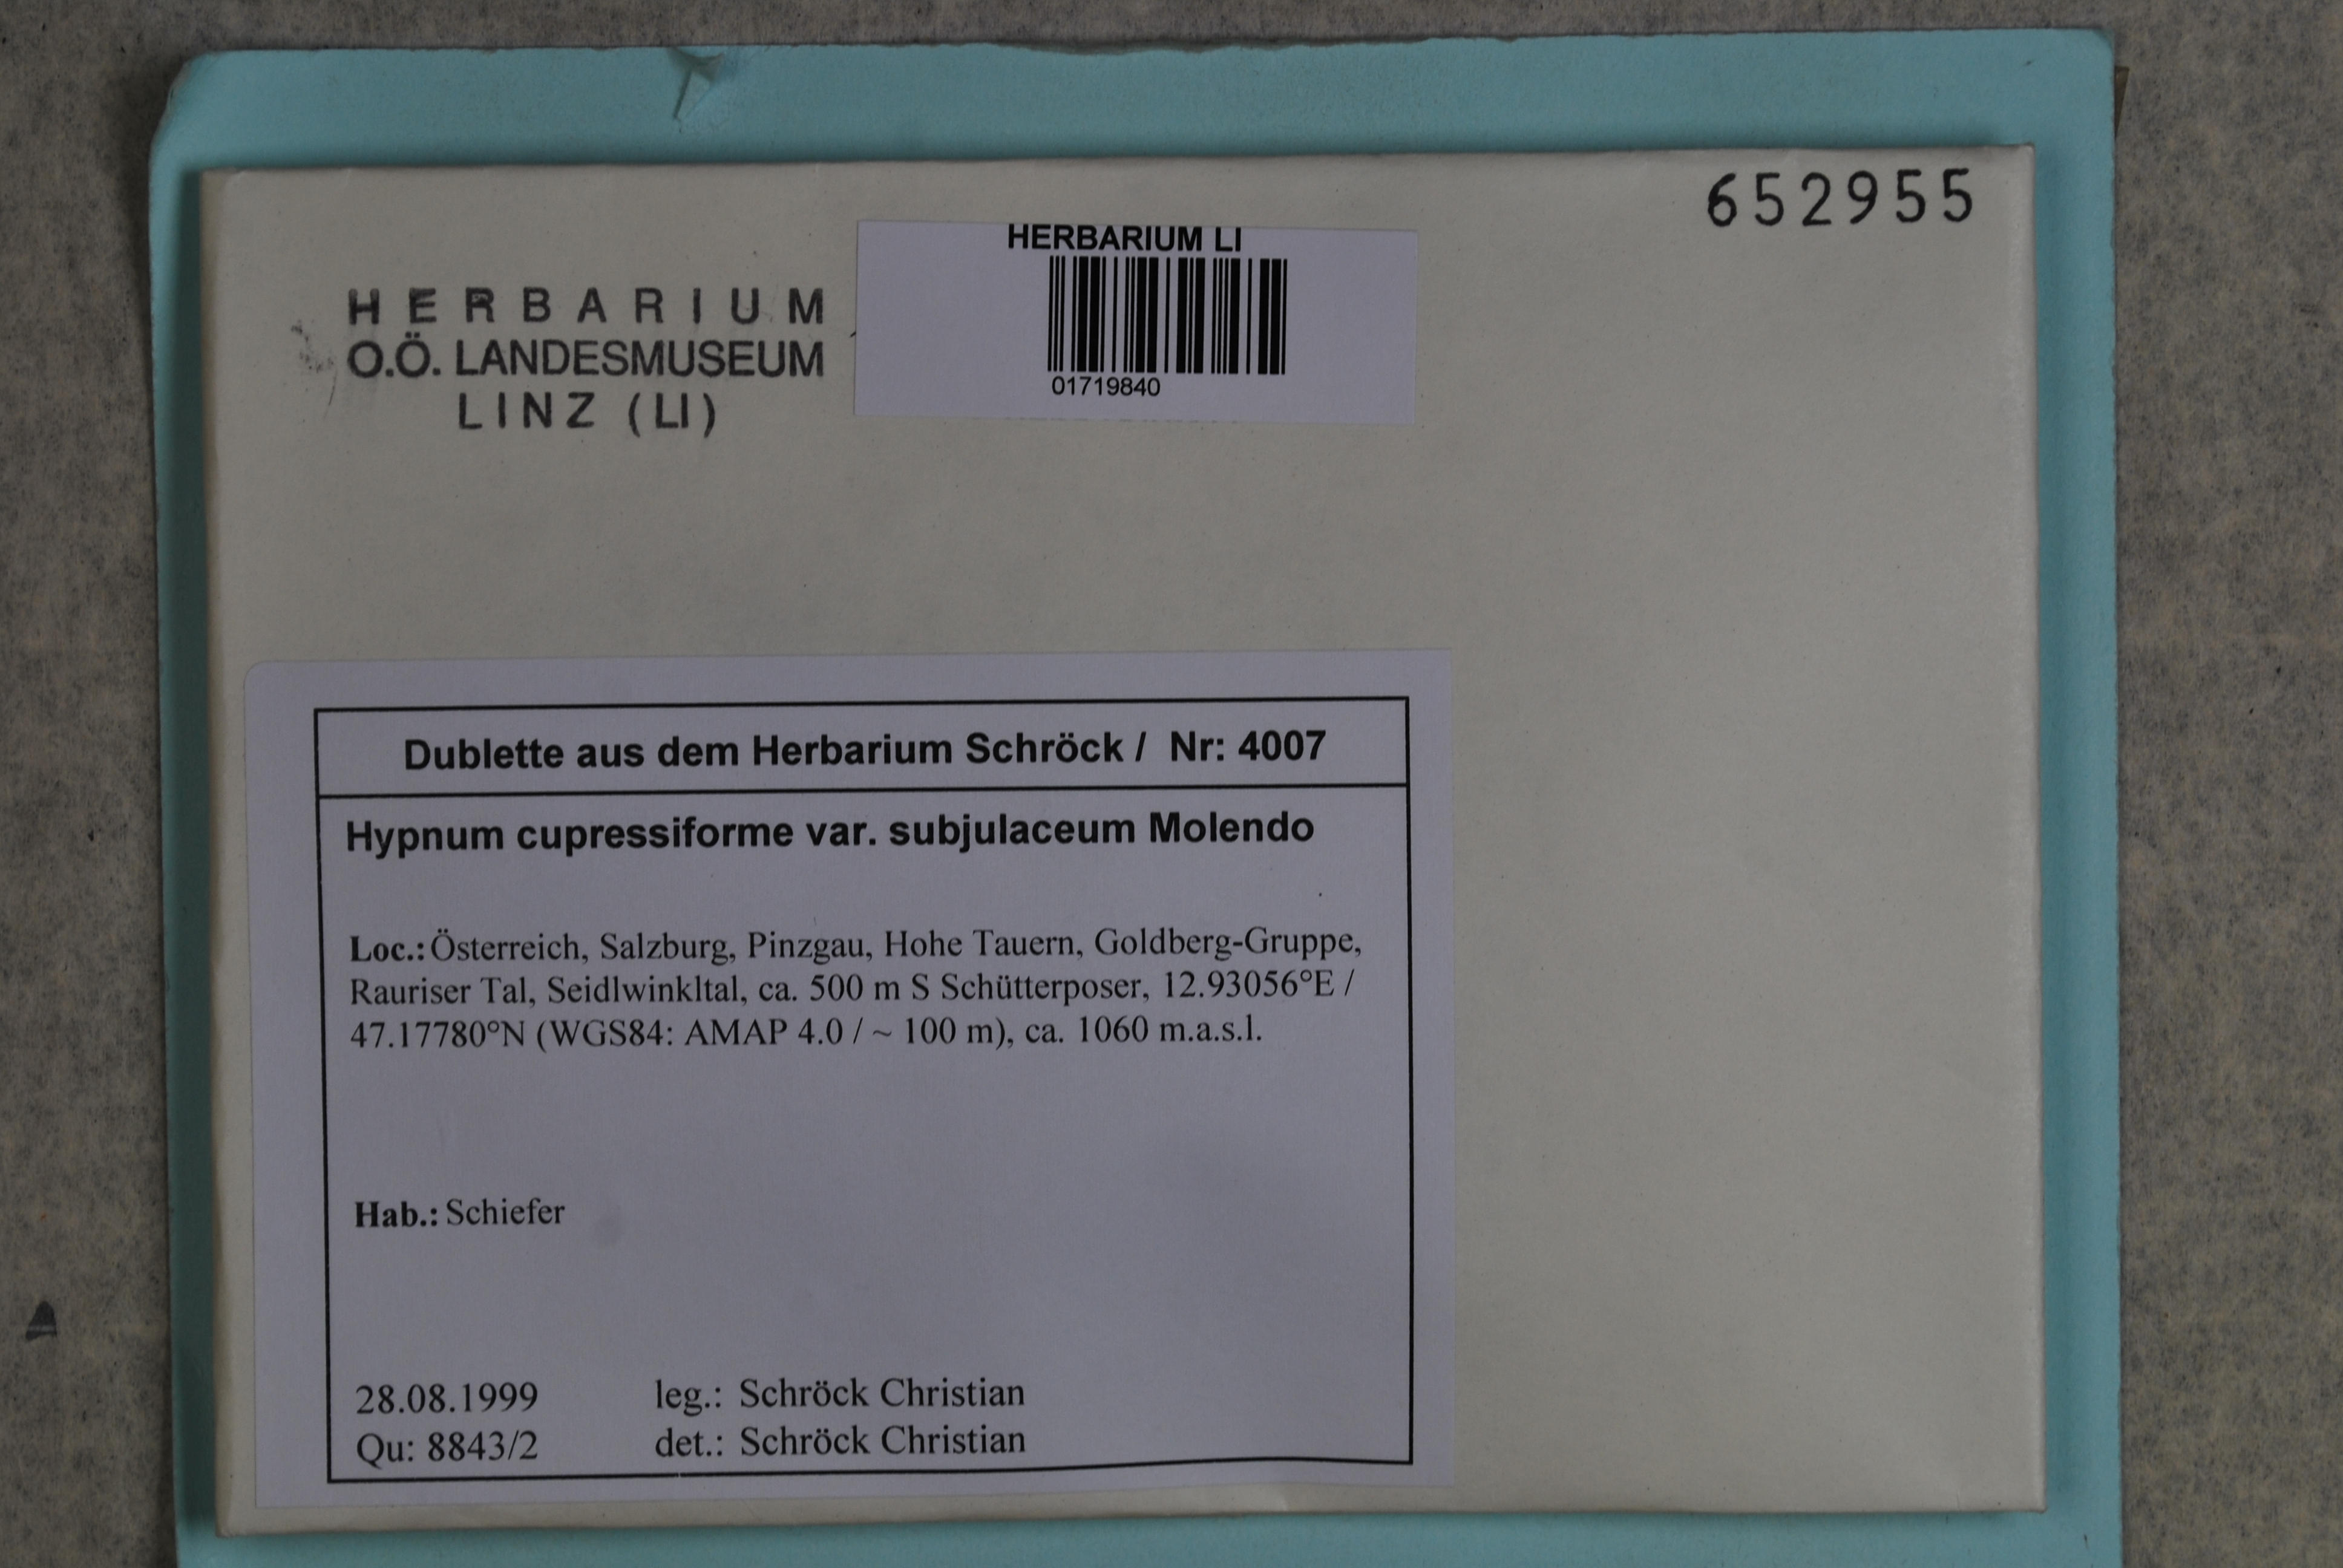 652955
HERBARIUM LI
01719840
HERBARIUM
O.Ö. LANDESMUSEUM
LINZ (LI)
Dublette aus dem Herbarium Schröck / Nr: 4007
Hypnum cupressiforme var. subjulaceum Molendo
Loc.: Österreich, Salzburg, Pinzgau, Hohe Tauern, Goldberg-Gruppe,
Rauriser Tal, Seidlwinkltal, ca. 500 m S Schütterposer, 12.93056°E /
47.17780°N (WGS84: AMAP 4.0 / ~ 100 m), ca. 1060 m.a.s.l.
Hab.: Schiefer
28.08.1999 leg.: Schröck Christian
Qu: 8843/2 det.: Schröck Christian